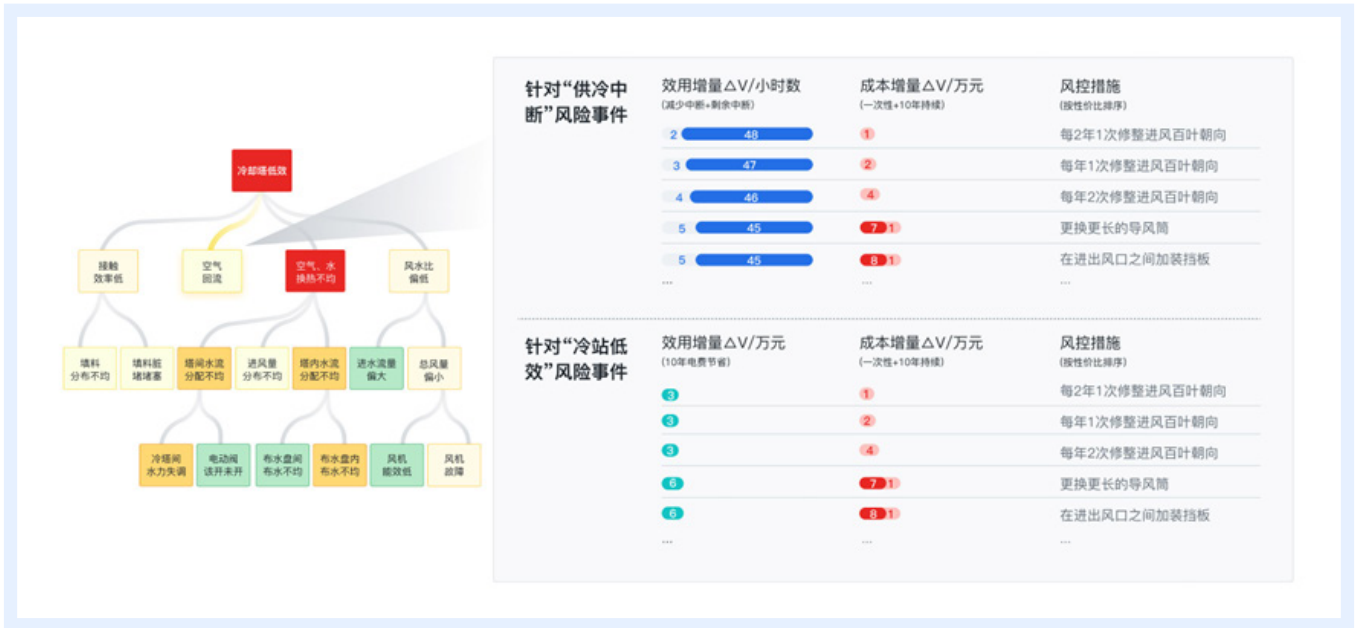 冷却塔低效
接触
效率低
空气
回流
空气、水
换热不均
风水比
偏低
填料
分布不均
填料脏
堵堵塞
塔间水流
分配不均
进风量
分布不均
塔内水流
分配不均
进水流量
偏大
总风量
偏小
冷塔间
水力失调
电动阀
该开未开
布水盘间
布水不均
布水盘内
布水不均
风机
能效低
风机
故障
针对“供冷中
断”风险事件
效用增量△V/小时数 成本增量△V/万元 风控措施
(减少中断+剩余中断) (一次性+10年持续) (按性价比排序)
2 48 1 每2年1次修整进风百叶朝向
3 47 2 每年1次修整进风百叶朝向
4 46 4 每年2次修整进风百叶朝向
5 45 7 1 更换更长的导风筒
5 45 8 1 在进出风口之间加装挡板
... ... ...
针对“冷站低
效”风险事件
效用增量△V/万元 成本增量△V/万元 风控措施
(10年电费节省) (一次性+10年持续) (按性价比排序)
3 1 每2年1次修整进风百叶朝向
3 2 每年1次修整进风百叶朝向
3 4 每年2次修整进风百叶朝向
6 7 1 更换更长的导风筒
6 8 1 在进出风口之间加装挡板
... ... ...